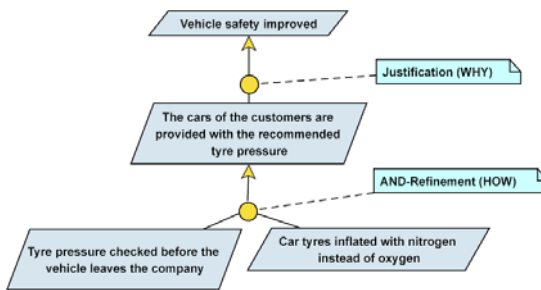 Vehicle safety improved
Justification (WHY)
The cars of the customers are
provided with the recommended
tyre pressure
AND-Refinement (HOW)
Tyre pressure checked before the
vehicle leaves the company
Car tyres inflated with nitrogen
instead of oxygen